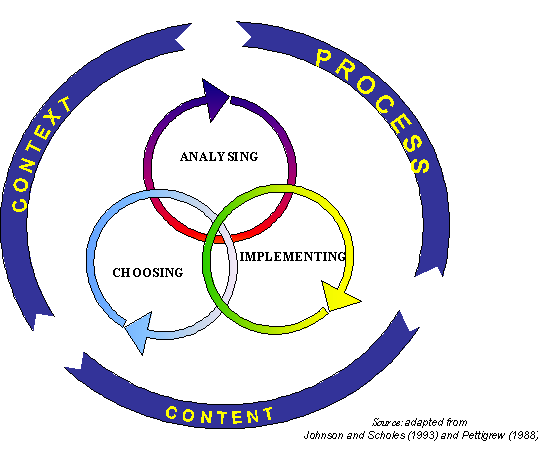 PROCESS
CONTEXT
ANALYSING
IMPLEMENTING
CHOOSING
CONTENT
Source: adapted from
Johnson and Scholes (1993) and Pettigrew (1988)